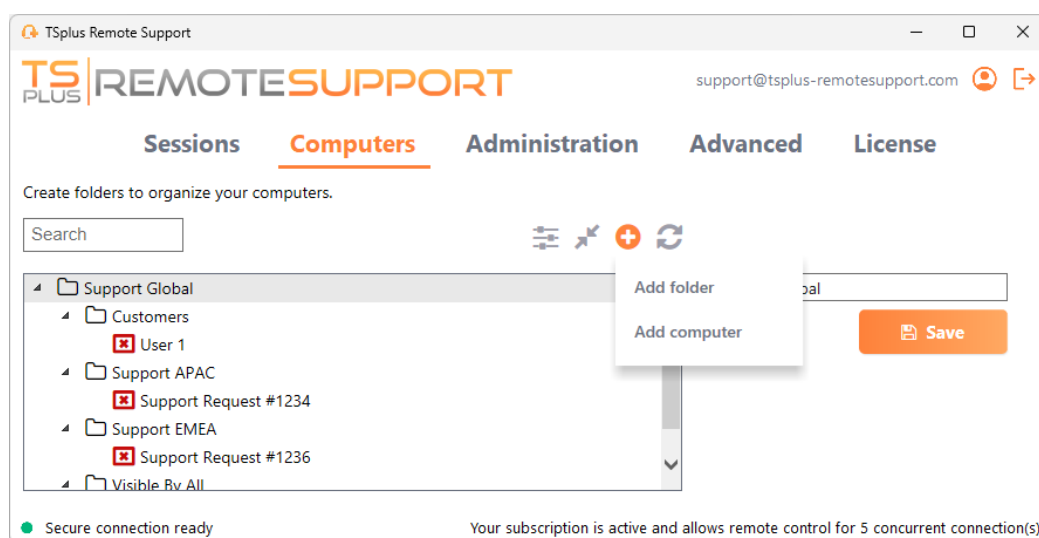 TSplus Remote Support
TS PLUS REMOTESUPPORT
support@tsplus-remotesupport.com
Sessions Computers Administration Advanced License
Create folders to organize your computers.
Search
Support Global
Add folder
Customers
Add computer
Save
User 1
Support APAC
Support Request #1234
Support EMEA
Support Request #1236
Visible By All
Secure connection ready
Your subscription is active and allows remote control for 5 concurrent connection(s)